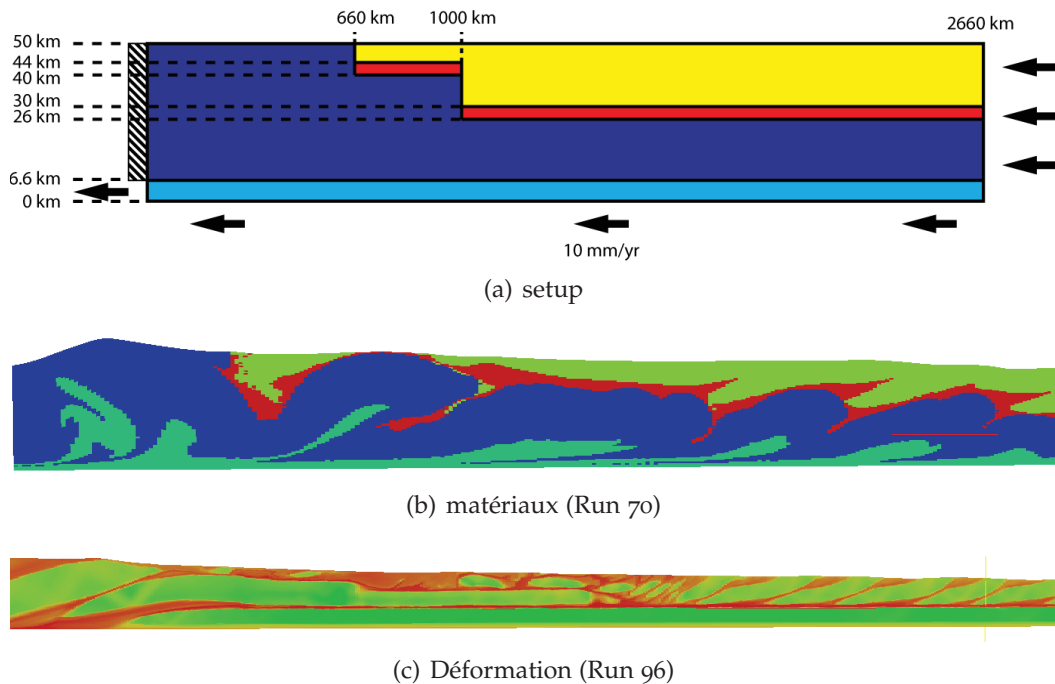 660 km 1000 km 2660 km
50 km
44 km
40 km
30 km
26 km
6.6 km
0 km
10 mm/yr
(a) setup
(b) matériaux (Run 70)
(c) Déformation (Run 96)